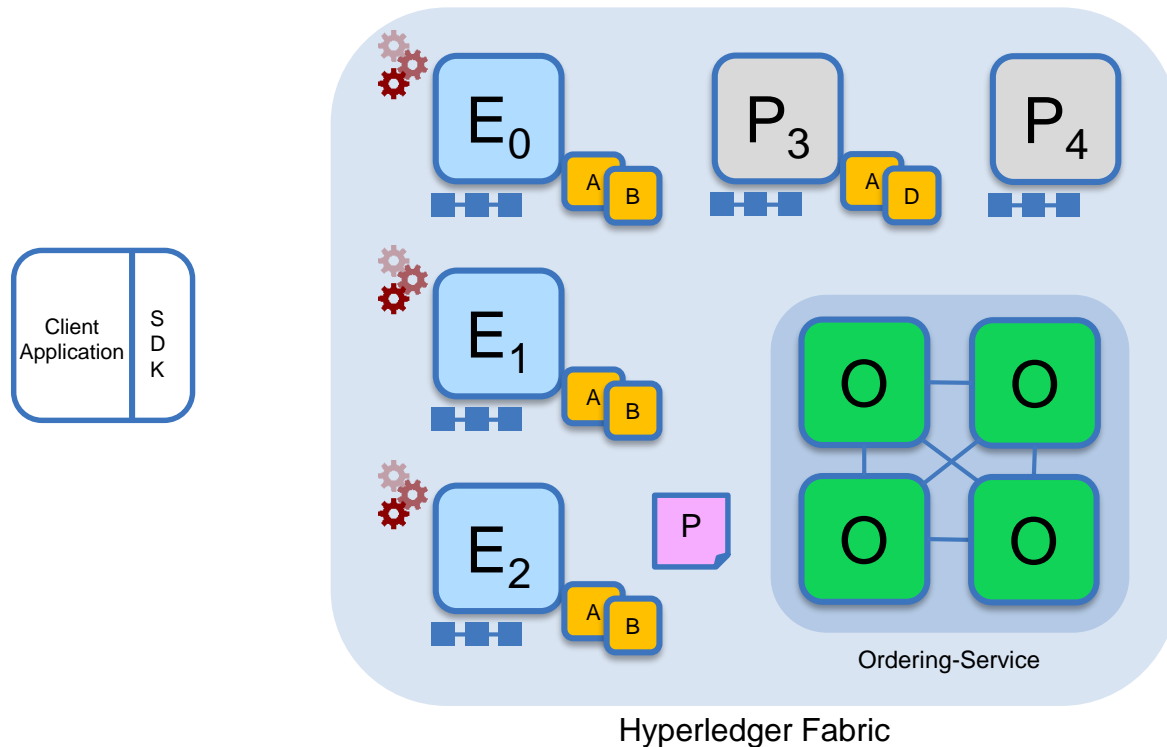 E0
A
B
P3
A
D
P4
Client
Application
S
D
K
E1
A
B
O
O
O
O
E2
A
B
P
Ordering-Service
Hyperledger Fabric